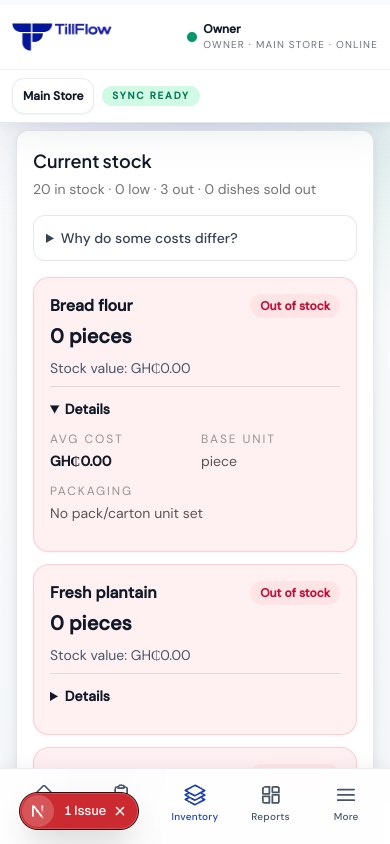 TillFlow
Owner
OWNER · MAIN STORE · ONLINE
Main Store
SYNC READY
Current stock
20 in stock · 0 low · 3 out · 0 dishes sold out
Why do some costs differ?
Bread flour
Out of stock
0 pieces
Stock value: GH₵0.00
Details
AVG COST
BASE UNIT
GH₵0.00
piece
PACKAGING
No pack/carton unit set
Fresh plantain
Out of stock
0 pieces
Stock value: GH₵0.00
Details
N
1 Issue
Inventory
Reports
More